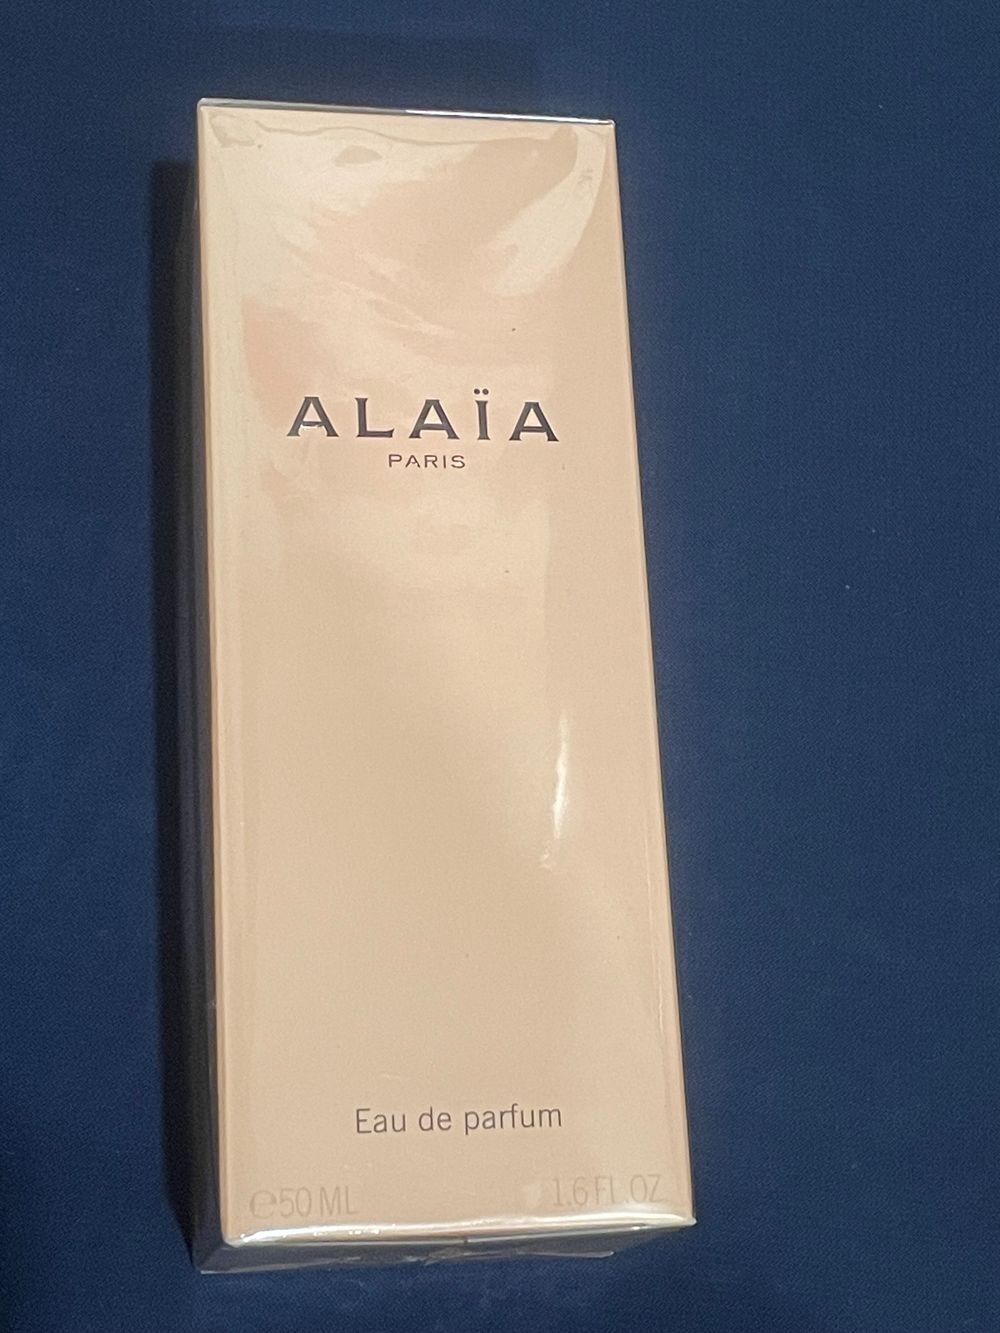 ALAÏA
PARIS
Eau de parfum
℮50 ML 1.6 FL.OZ